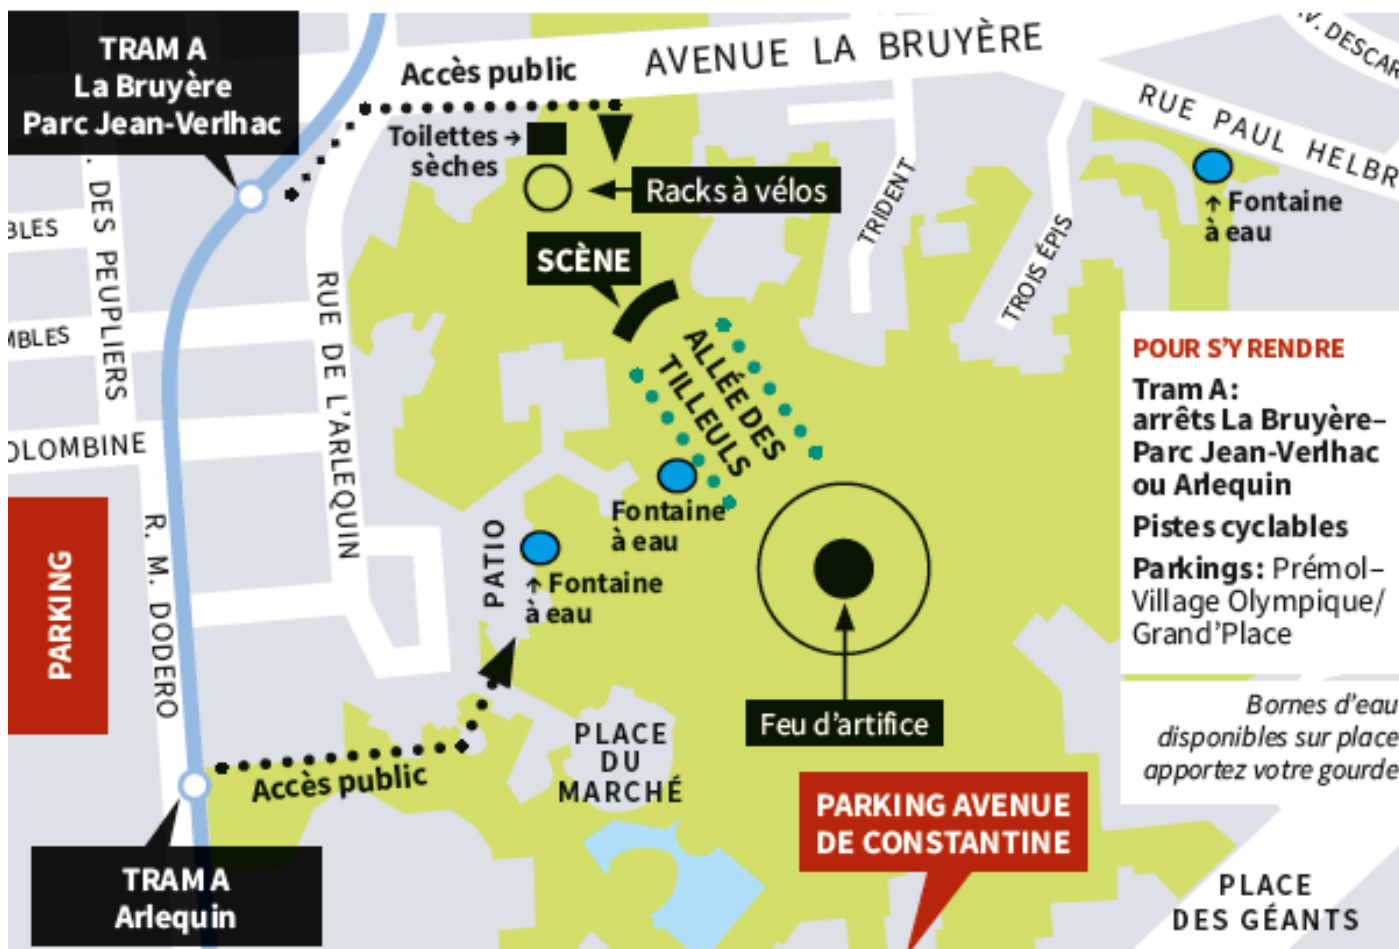 TRAM A
La Bruyère
Parc Jean-Verlhac
Accès public
AVENUE LA BRUYÈRE
Toilettes →
sèches
Racks à vélos
SCÈNE
RUE PAUL HELBR
V. DESCAR
↑ Fontaine
à eau
TRIDENT
TROIS ÉPIS
BLES
DES PEUPLIERS
MBLES
OLOMBINE
RUE DE L'ARLEQUIN
ALLÉE DES
TILLEULS
Fontaine
à eau
PATIO
↑ Fontaine
à eau
PARKING
R. M. DODERO
Feu d'artifice
PLACE
DU
MARCHÉ
Accès public
TRAM A
Arlequin
PARKING AVENUE
DE CONSTANTINE
POUR S'Y RENDRE
Tram A :
arrêts La Bruyère–
Parc Jean-Verlhac
ou Arlequin
Pistes cyclables
Parkings : Prémol–
Village Olympique/
Grand'Place
Bornes d'eau
disponibles sur place
apportez votre gourde
PLACE
DES GÉANTS